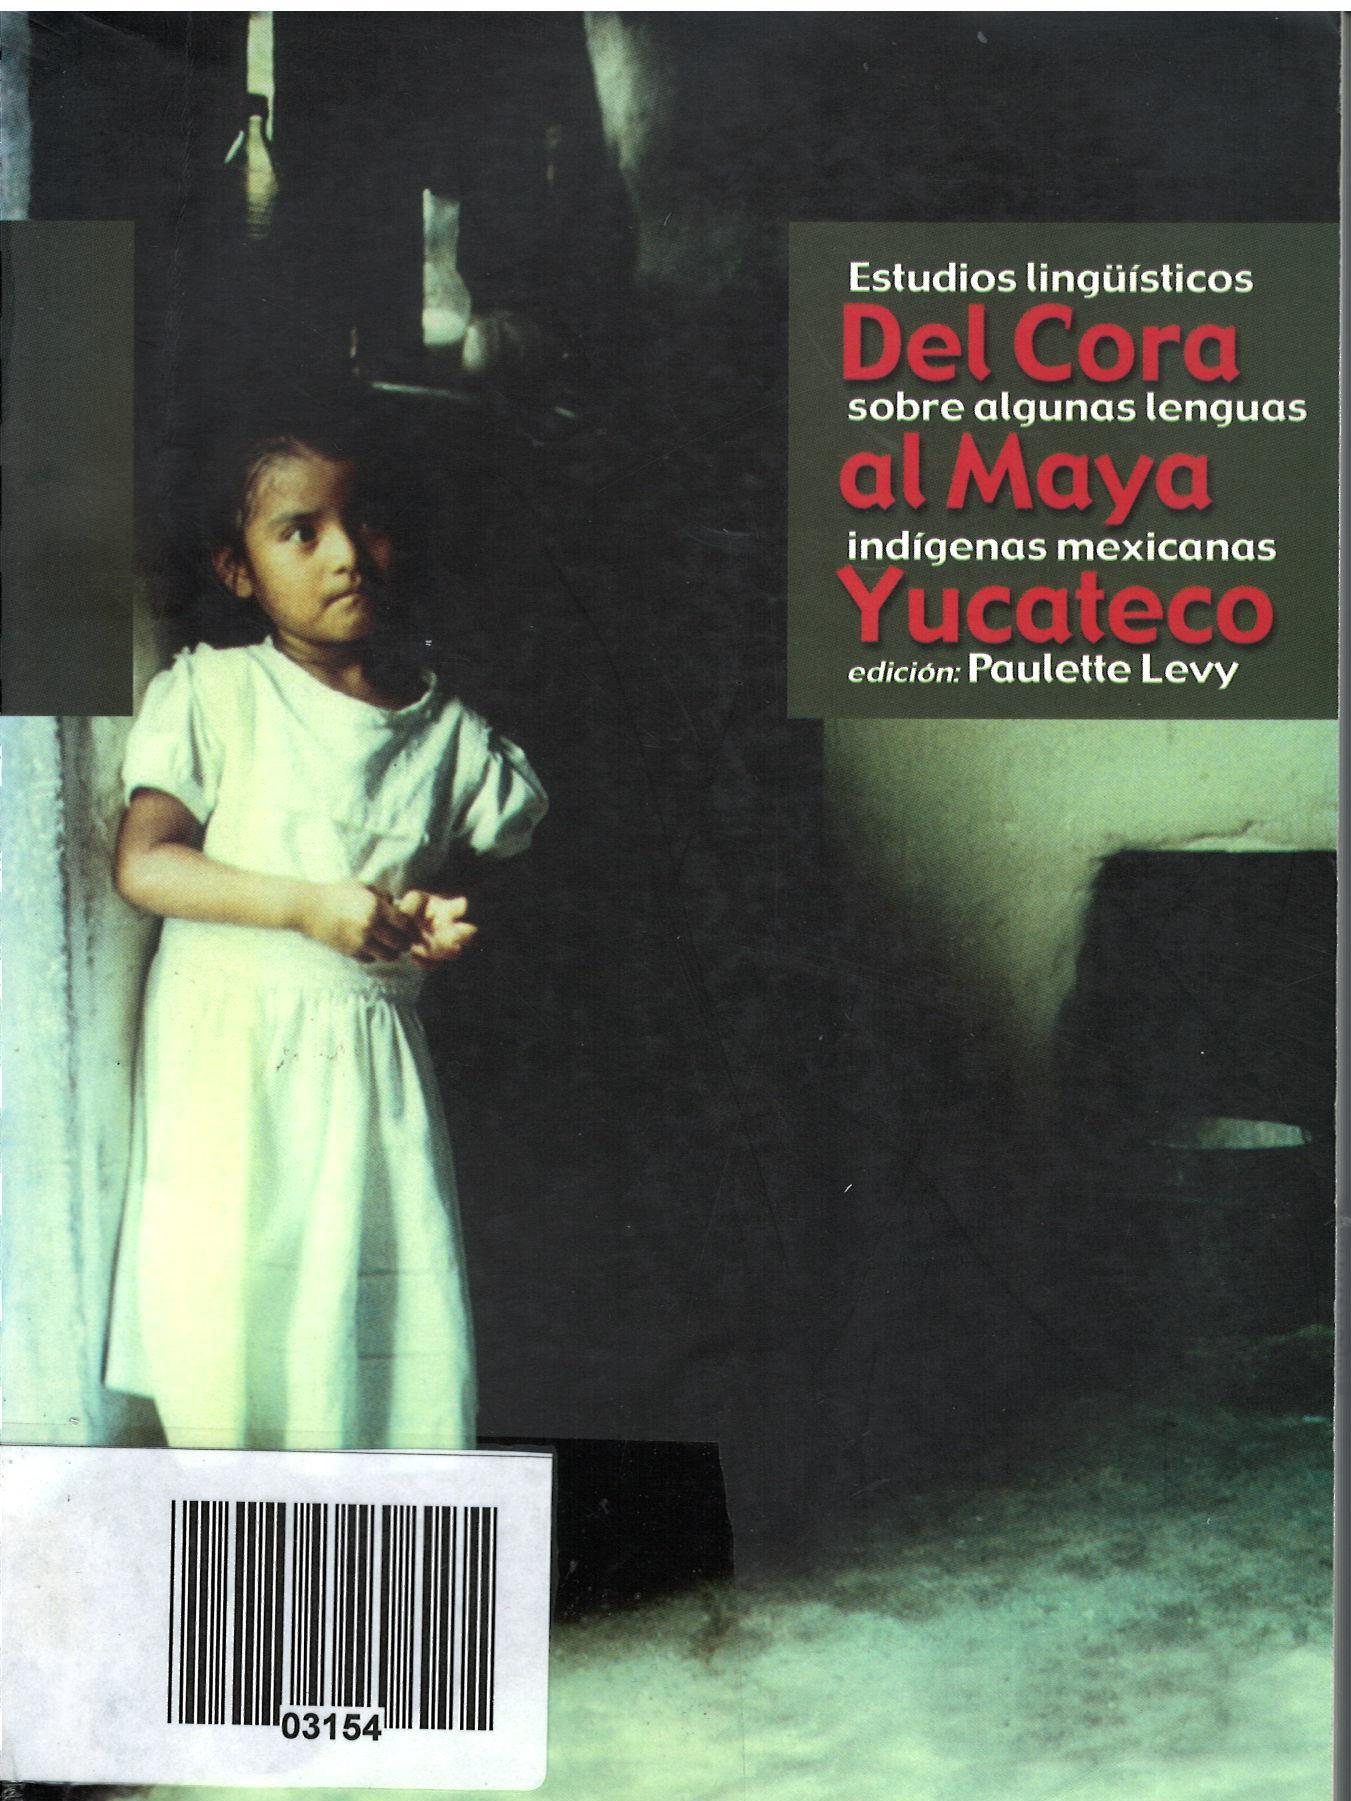 Estudios lingüísticos
Del Cora
sobre algunas lenguas
al Maya
indígenas mexicanas
Yucateco
edición: Paulette Levy
03154